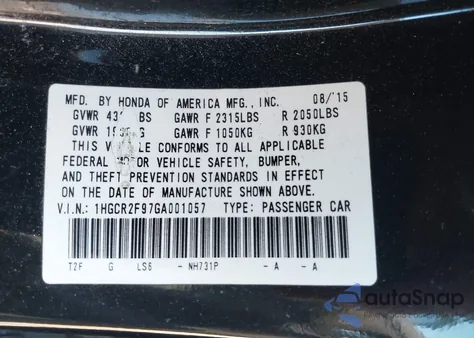 MFD. BY HONDA OF AMERICA MFG., INC. 08/'15
GVWR GAWR F 2315LBS R 2050LBS
GVWR GAWR F 1050KG R 930KG
THIS CONFORMS TO ALL APPLICABLE
FEDERAL VEHICLE SAFETY, BUMPER,
AND THEFT PREVENTION STANDARDS IN EFFECT
ON THE DATE OF MANUFACTURE SHOWN ABOVE.
V.I.N.: 1HGCR2F97GA001057 TYPE: PASSENGER CAR
T2F G LS6 - NH731P - A - A
autoSnap